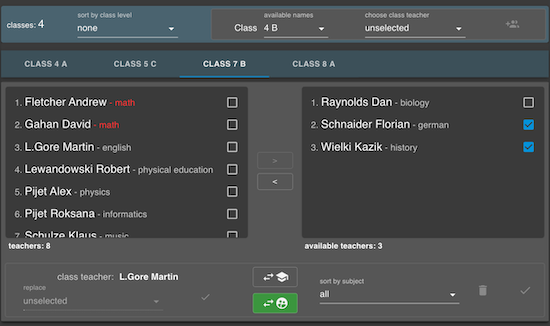 classes: 4
sort by class level
none
Class
available names
4 B
choose class teacher
unselected
CLASS 4 A CLASS 5 C CLASS 7 B CLASS 8 A
1. Fletcher Andrew - math
2. Gahan David - math
3. L.Gore Martin - english
4. Lewandowski Robert - physical education
5. Pijet Alex - physics
6. Pijet Roksana - informatics
7. Schulze Klaus - music
teachers: 8
>
<
1. Raynolds Dan - biology
2. Schnaider Florian - german
3. Wielki Kazik - history
available teachers: 3
class teacher: L.Gore Martin
replace
unselected
sort by subject
all